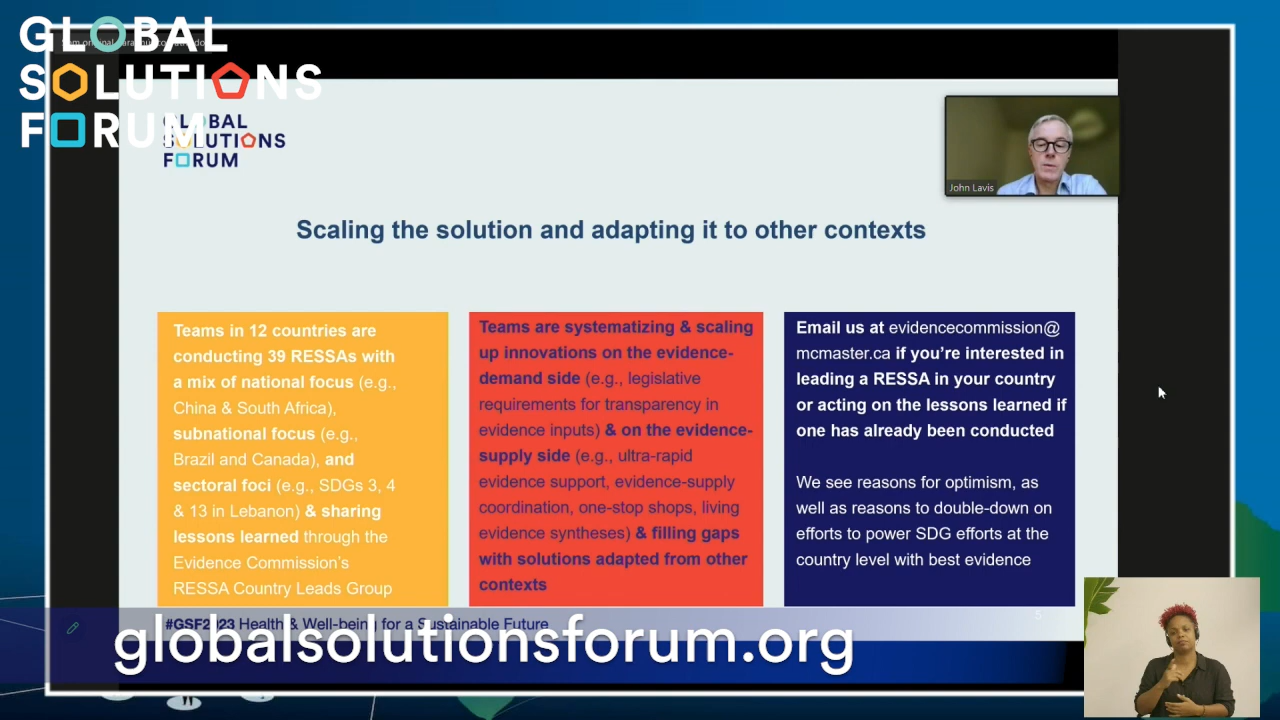 GLOBAL
SOLUTIONS
FORUM
GLOBAL
SOLUTIONS
FORUM
John Lavis
Scaling the solution and adapting it to other contexts
Teams in 12 countries are
conducting 39 RESSAs with
a mix of national focus (e.g.,
China & South Africa),
subnational focus (e.g.,
Brazil and Canada), and
sectoral foci (e.g., SDGs 3, 4
& 13 in Lebanon) & sharing
lessons learned through the
Evidence Commission's
RESSA Country Leads Group
Teams are systematizing & scaling
up innovations on the evidence-
demand side (e.g., legislative
requirements for transparency in
evidence inputs) & on the evidence-
supply side (e.g., ultra-rapid
evidence support, evidence-supply
coordination, one-stop shops, living
evidence syntheses) & filling gaps
with solutions adapted from other
contexts
Email us at evidencecommission@
mcmaster.ca if you're interested in
leading a RESSA in your country
or acting on the lessons learned if
one has already been conducted
We see reasons for optimism, as
well as reasons to double-down on
efforts to power SDG efforts at the
country level with best evidence
#GSF2023 Health & Well-being for a Sustainable Future
5
globalsolutionsforum.org